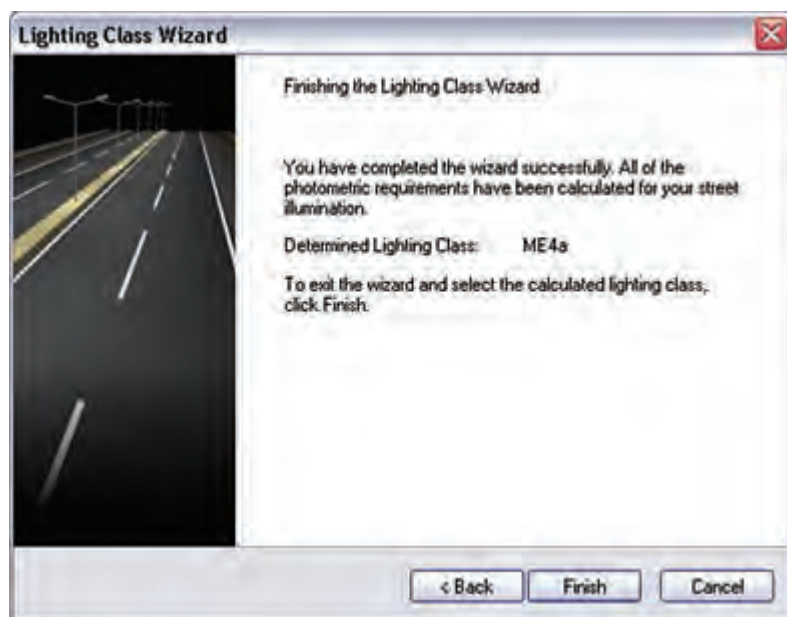 Lighting Class Wizard
Finishing the Lighting Class Wizard
You have completed the wizard successfully. All of the
photometric requirements have been calculated for your street
illumination.
Determined Lighting Class: ME4a
To exit the wizard and select the calculated lighting class,
click Finish.
< Back Finish Cancel